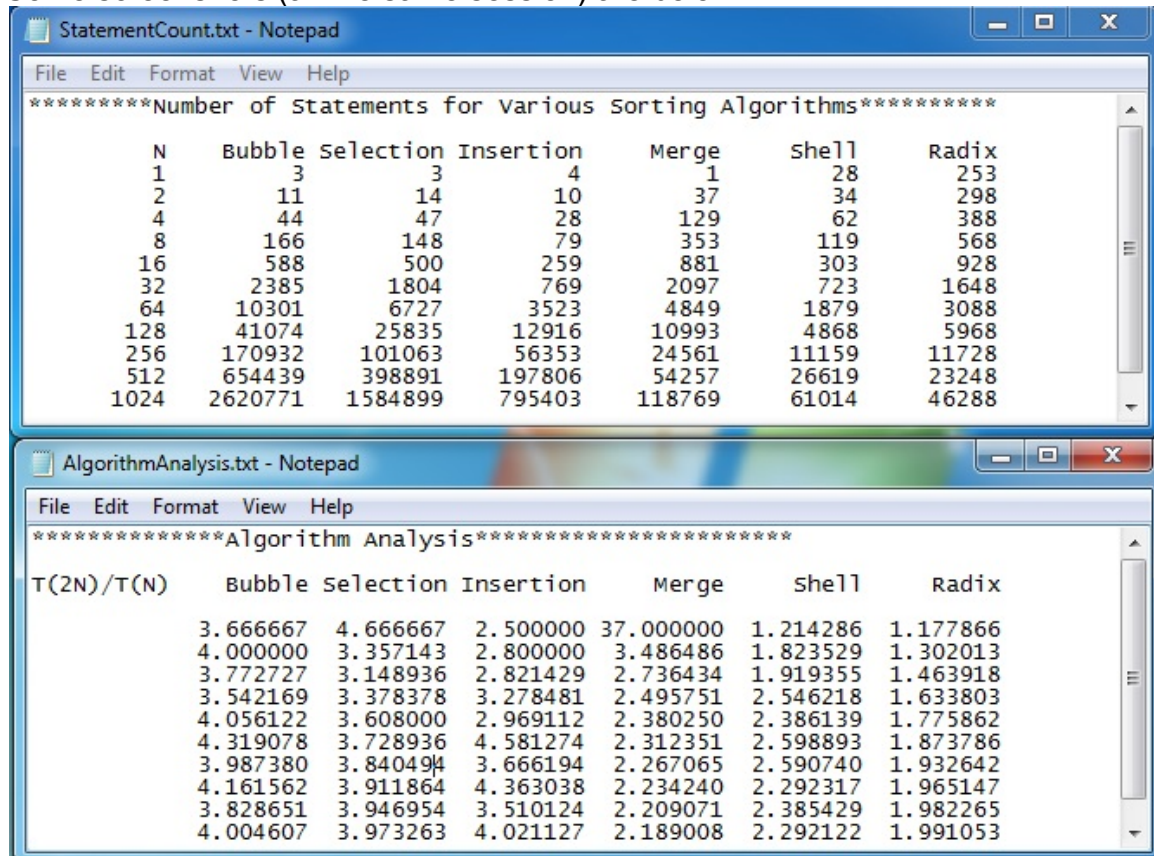 StatementCount.txt - Notepad
File Edit Format View Help
*********Number of Statements for Various Sorting Algorithms**********
N Bubble Selection Insertion Merge Shell Radix
1 3 3 4 1 28 253
2 11 14 10 37 34 298
4 44 47 28 129 62 388
8 166 148 79 353 119 568
16 588 500 259 881 303 928
32 2385 1804 769 2097 723 1648
64 10301 6727 3523 4849 1879 3088
128 41074 25835 12916 10993 4868 5968
256 170932 101063 56353 24561 11159 11728
512 654439 398891 197806 54257 26619 23248
1024 2620771 1584899 795403 118769 61014 46288
AlgorithmAnalysis.txt - Notepad
File Edit Format View Help
**************Algorithm Analysis***********************
T(2N)/T(N) Bubble Selection Insertion Merge Shell Radix
3.666667 4.666667 2.500000 37.000000 1.214286 1.177866
4.000000 3.357143 2.800000 3.486486 1.823529 1.302013
3.772727 3.148936 2.821429 2.736434 1.919355 1.463918
3.542169 3.378378 3.278481 2.495751 2.546218 1.633803
4.056122 3.608000 2.969112 2.380250 2.386139 1.775862
4.319078 3.728936 4.581274 2.312351 2.598893 1.873786
3.987380 3.840494 3.666194 2.267065 2.590740 1.932642
4.161562 3.911864 4.363038 2.234240 2.292317 1.965147
3.828651 3.946954 3.510124 2.209071 2.385429 1.982265
4.004607 3.973263 4.021127 2.189008 2.292122 1.991053